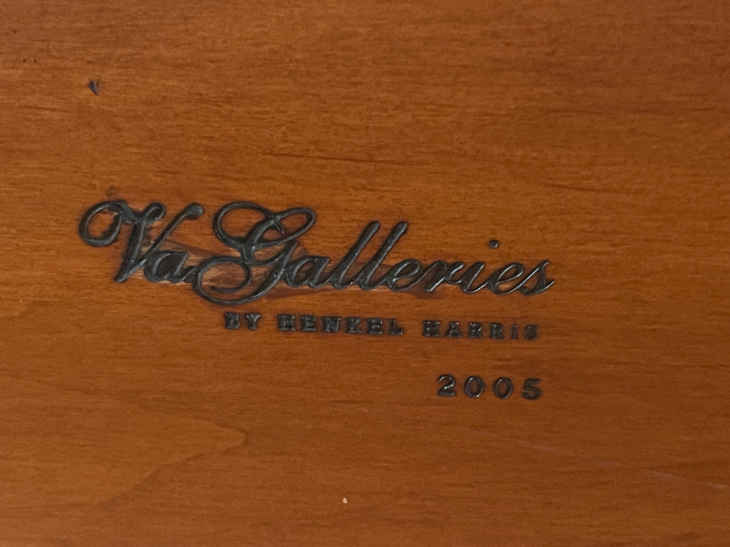 Va Galleries
BY HENKEL HARRIS
2005